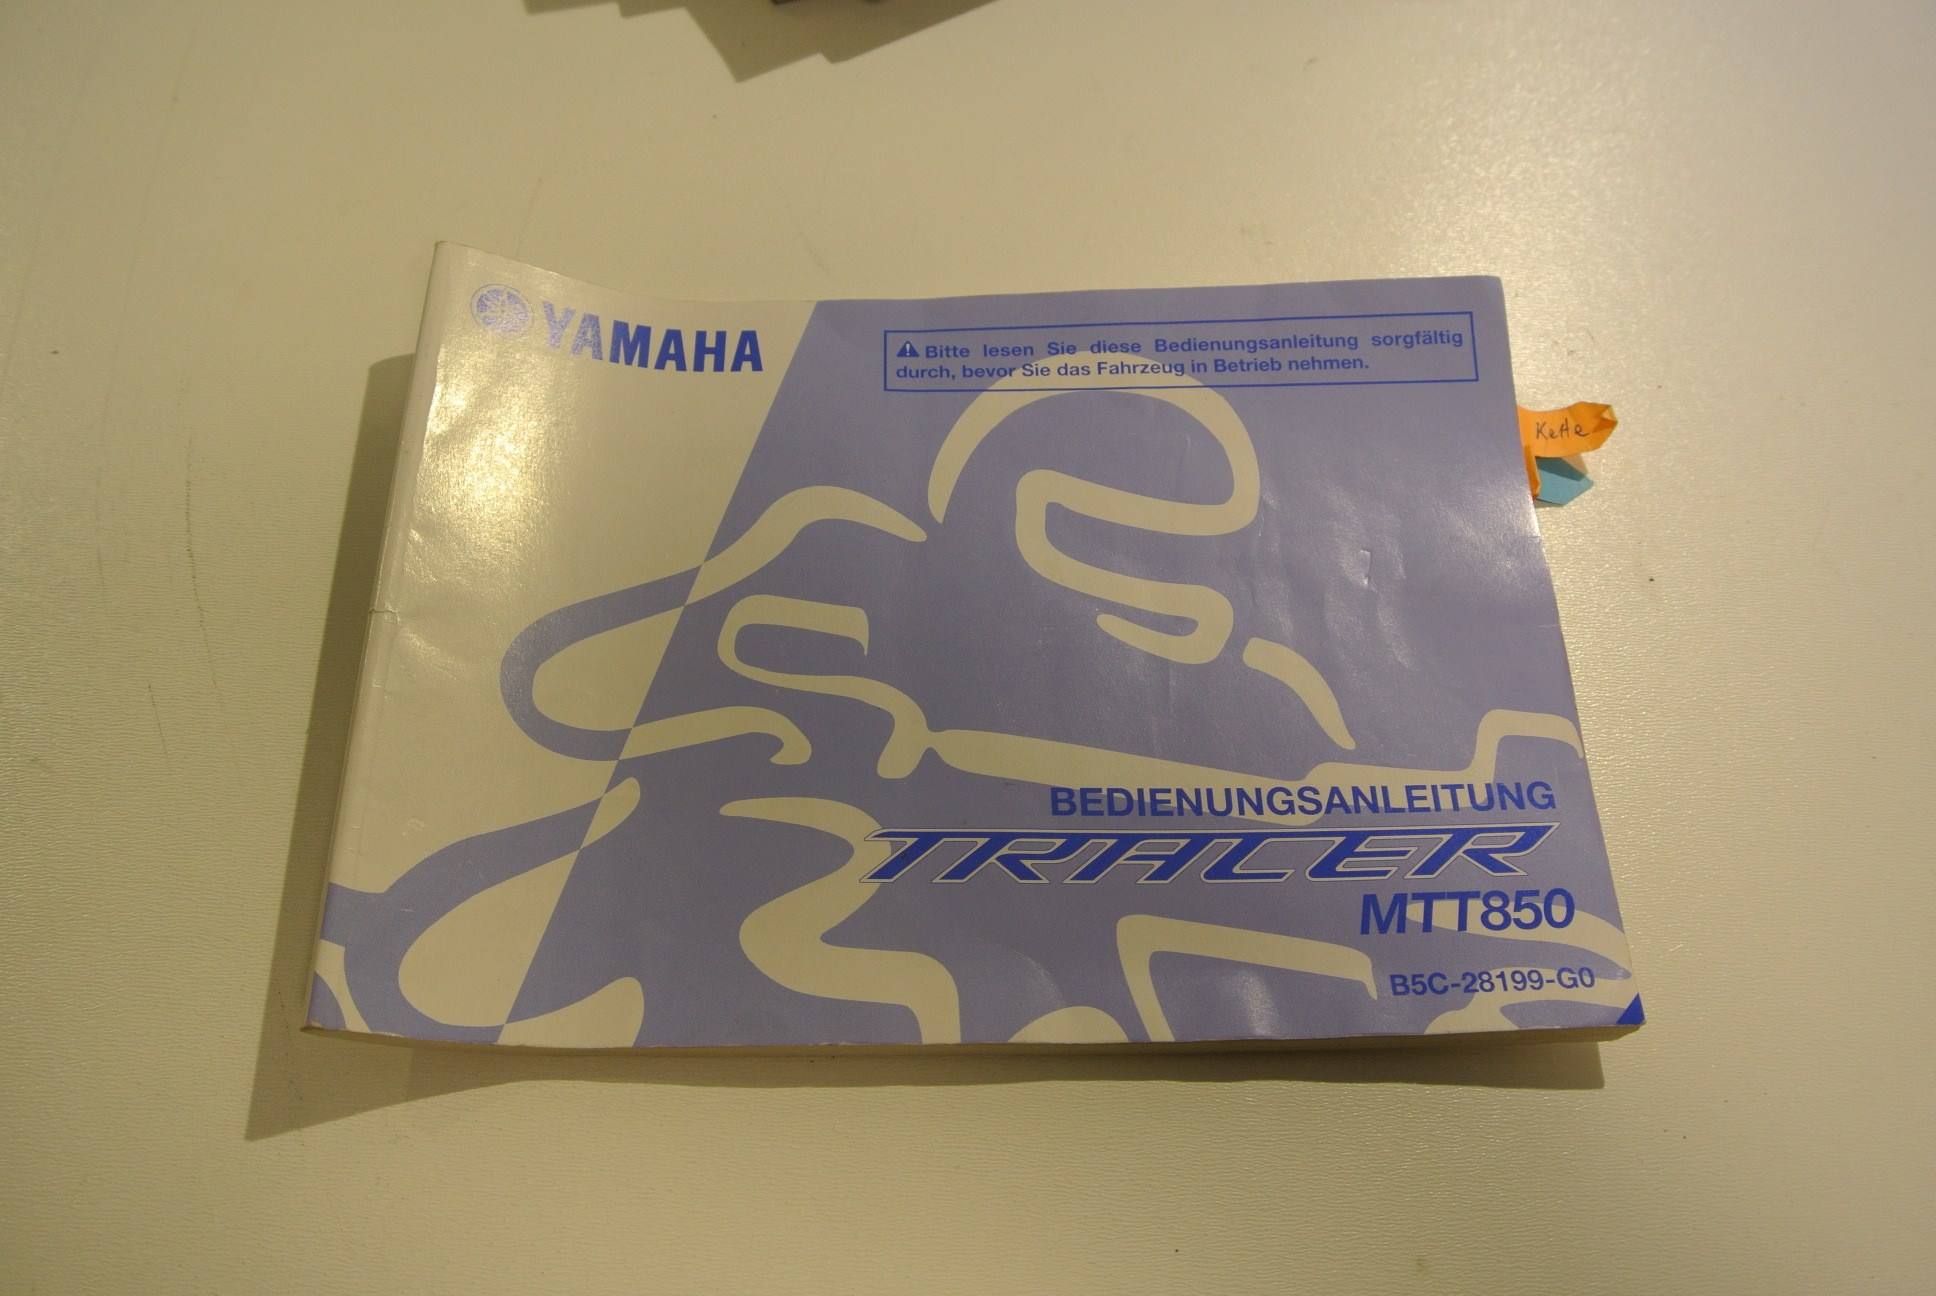 YAMAHA
Bitte lesen Sie diese Bedienungsanleitung sorgfältig
durch, bevor Sie das Fahrzeug in Betrieb nehmen.
Kette
BEDIENUNGSANLEITUNG
TRACER
MTT850
B5C-28199-G0